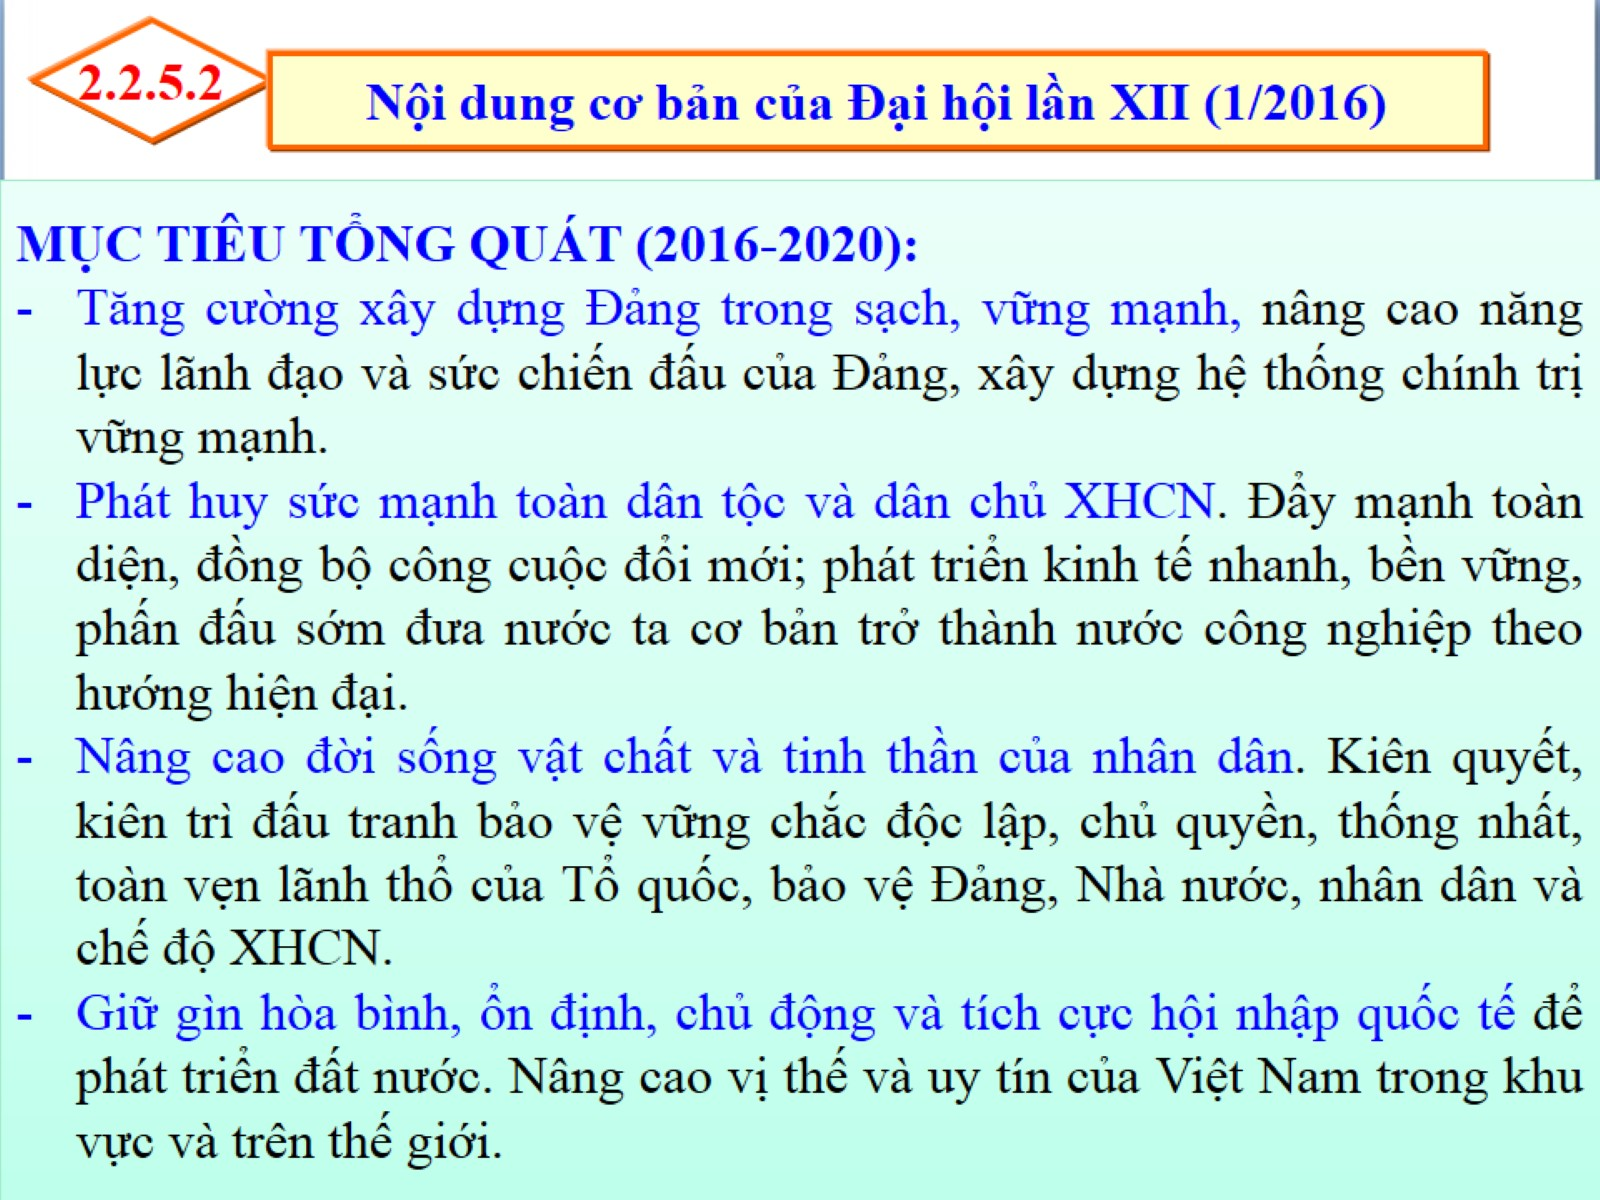 2.2.5.2
Nội dung cơ bản của Đại hội lần XII (1/2016)
MỤC TIÊU TỔNG QUÁT (2016-2020):
- Tăng cường xây dựng Đảng trong sạch, vững mạnh, nâng cao năng
lực lãnh đạo và sức chiến đấu của Đảng, xây dựng hệ thống chính trị
vững mạnh.
- Phát huy sức mạnh toàn dân tộc và dân chủ XHCN. Đẩy mạnh toàn
diện, đồng bộ công cuộc đổi mới; phát triển kinh tế nhanh, bền vững,
phấn đấu sớm đưa nước ta cơ bản trở thành nước công nghiệp theo
hướng hiện đại.
- Nâng cao đời sống vật chất và tinh thần của nhân dân. Kiên quyết,
kiên trì đấu tranh bảo vệ vững chắc độc lập, chủ quyền, thống nhất,
toàn vẹn lãnh thổ của Tổ quốc, bảo vệ Đảng, Nhà nước, nhân dân và
chế độ XHCN.
- Giữ gìn hòa bình, ổn định, chủ động và tích cực hội nhập quốc tế để
phát triển đất nước. Nâng cao vị thế và uy tín của Việt Nam trong khu
vực và trên thế giới.